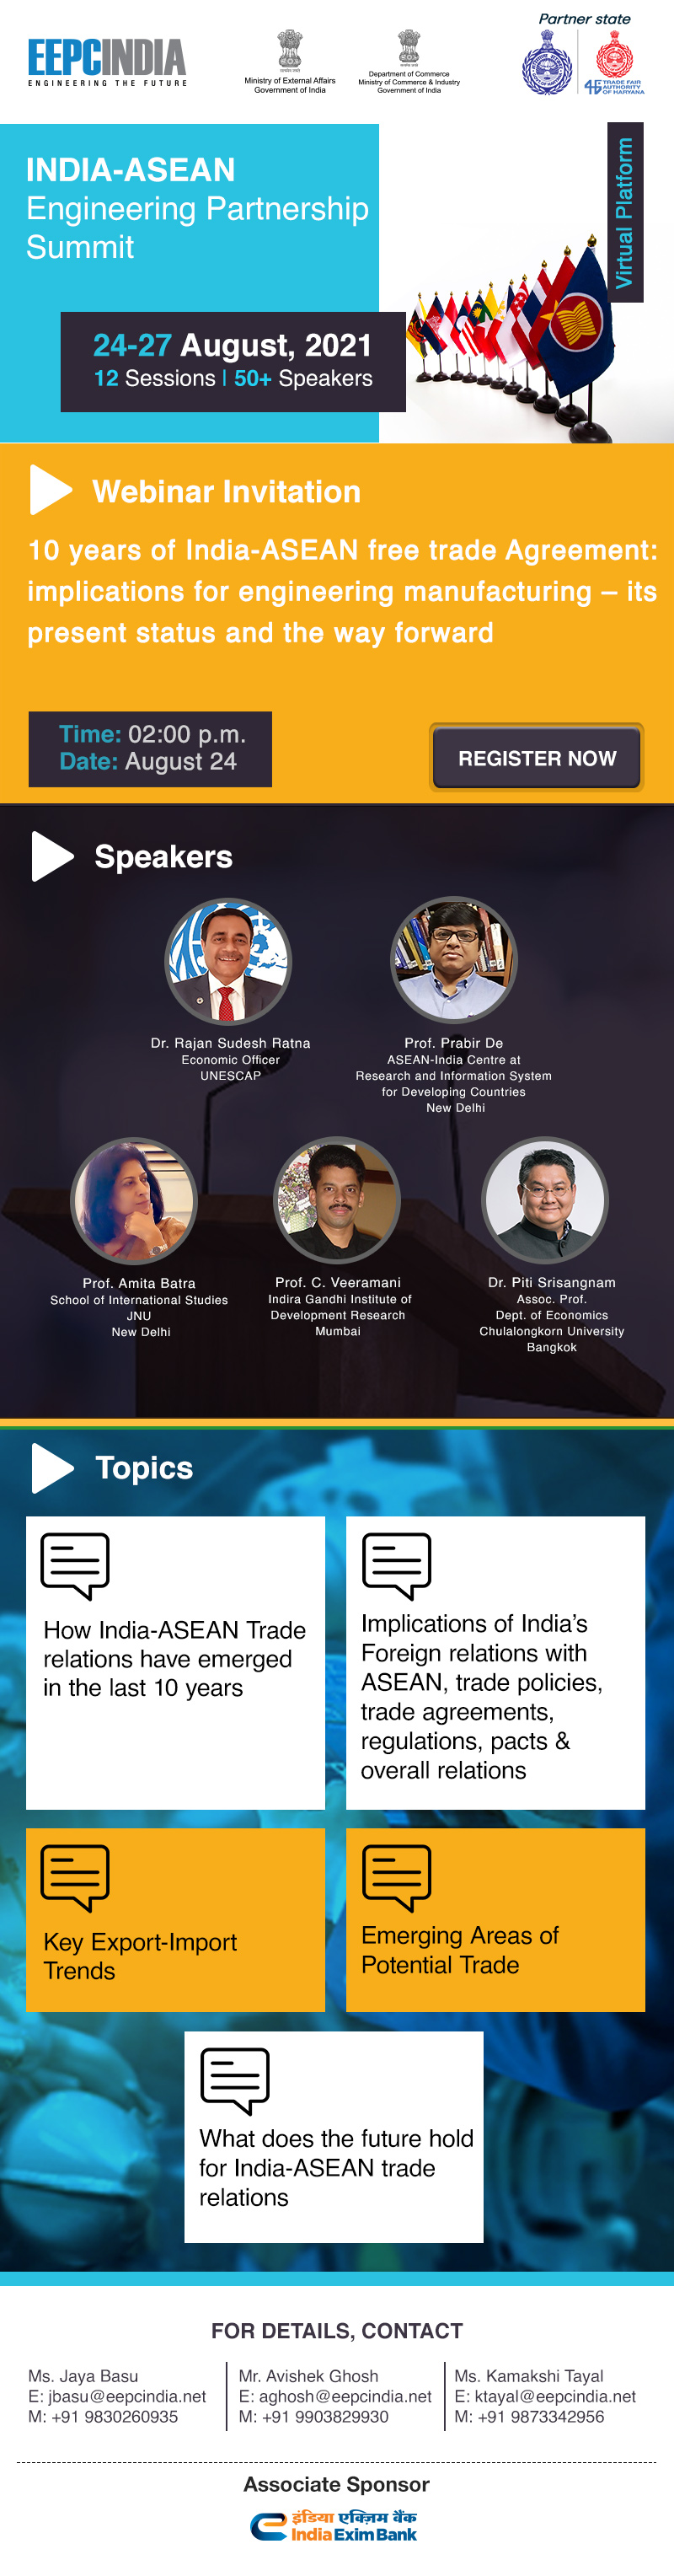 Partner state
EEPCINDIA
ENGINEERING THE FUTURE
Ministry of External Affairs
Government of India
Department of Commerce
Ministry of Commerce & Industry
Government of India
TRADE FAIR
AUTHORITY
OF HARYANA
Virtual Platform
INDIA-ASEAN
Engineering Partnership
Summit
24-27 August, 2021
12 Sessions | 50+ Speakers
Webinar Invitation
10 years of India-ASEAN free trade Agreement:
implications for engineering manufacturing – its
present status and the way forward
Time: 02:00 p.m.
Date: August 24
REGISTER NOW
Speakers
Dr. Rajan Sudesh Ratna
Economic Officer
UNESCAP
Prof. Prabir De
ASEAN-India Centre at
Research and Information System
for Developing Countries
New Delhi
Prof. Amita Batra
School of International Studies
JNU
New Delhi
Prof. C. Veeramani
Indira Gandhi Institute of
Development Research
Mumbai
Dr. Piti Srisangnam
Assoc. Prof.
Dept. of Economics
Chulalongkorn University
Bangkok
Topics
How India-ASEAN Trade
relations have emerged
in the last 10 years
Implications of India's
Foreign relations with
ASEAN, trade policies,
trade agreements,
regulations, pacts &
overall relations
Key Export-Import
Trends
Emerging Areas of
Potential Trade
What does the future hold
for India-ASEAN trade
relations
FOR DETAILS, CONTACT
Ms. Jaya Basu
E: jbasu@eepcindia.net
M: +91 9830260935
Mr. Avishek Ghosh
E: aghosh@eepcindia.net
M: +91 9903829930
Ms. Kamakshi Tayal
E: ktayal@eepcindia.net
M: +91 9873342956
Associate Sponsor
इंडिया एक्ज़िम बैंक
India Exim Bank